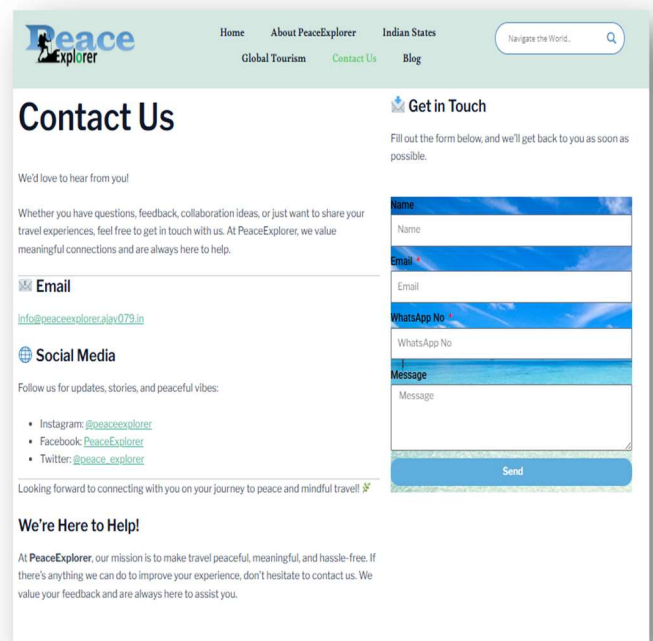 Peace
Explorer
Home About PeaceExplorer Indian States
Global Tourism Contact Us Blog
Navigate the World..
Contact Us
We'd love to hear from you!
Whether you have questions, feedback, collaboration ideas, or just want to share your
travel experiences, feel free to get in touch with us. At PeaceExplorer, we value
meaningful connections and are always here to help.
Email
info@peaceexplorer.ajay079.in
Social Media
Follow us for updates, stories, and peaceful vibes:
• Instagram: @peaceexplorer
• Facebook: PeaceExplorer
• Twitter: @peace_explorer
Looking forward to connecting with you on your journey to peace and mindful travel!
We're Here to Help!
At PeaceExplorer, our mission is to make travel peaceful, meaningful, and hassle-free. If
there's anything we can do to improve your experience, don't hesitate to contact us. We
value your feedback and are always here to assist you.
Get in Touch
Fill out the form below, and we'll get back to you as soon as
possible.
Name
Name
Email *
Email
WhatsApp No *
WhatsApp No
Message
Message
Send